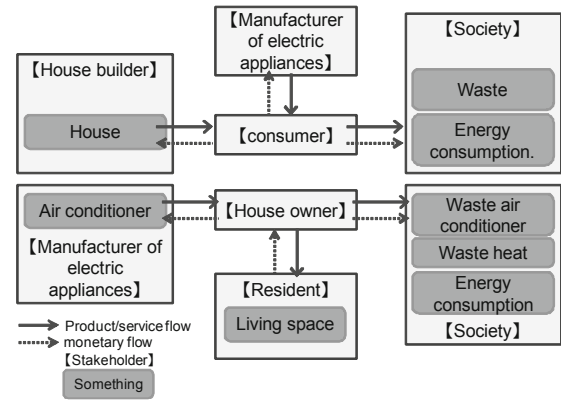 【Manufacturer
of electric
appliances】
【Society】
【House builder】
Waste
House
【consumer】
Energy
consumption.
Air conditioner
【House owner】
Waste air
conditioner
【Manufacturer of
electric
appliances】
Waste heat
【Resident】
Energy
consumption
Living space
【Society】
Product/service flow
monetary flow
【Stakeholder】
Something